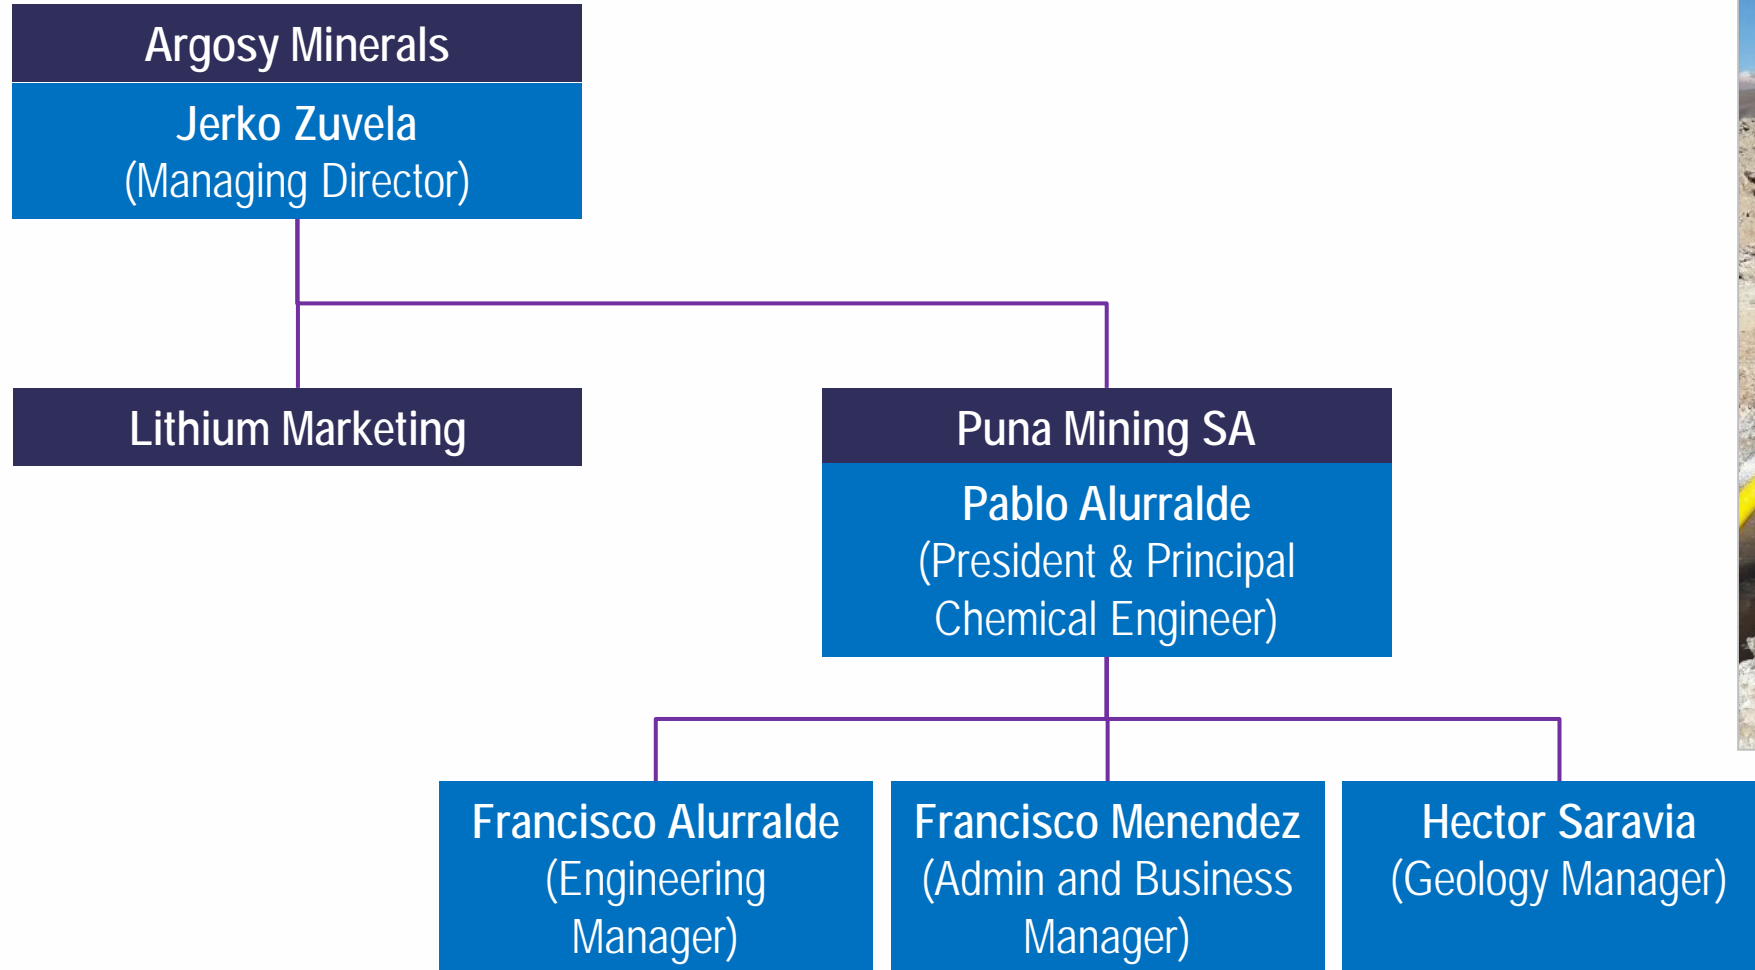 Argosy Minerals
Jerko Zuvela
(Managing Director)
Lithium Marketing
Puna Mining SA
Pablo Alurralde
(President & Principal
Chemical Engineer)
Francisco Alurralde
(Engineering
Manager)
Francisco Menendez
(Admin and Business
Manager)
Hector Saravia
(Geology Manager)